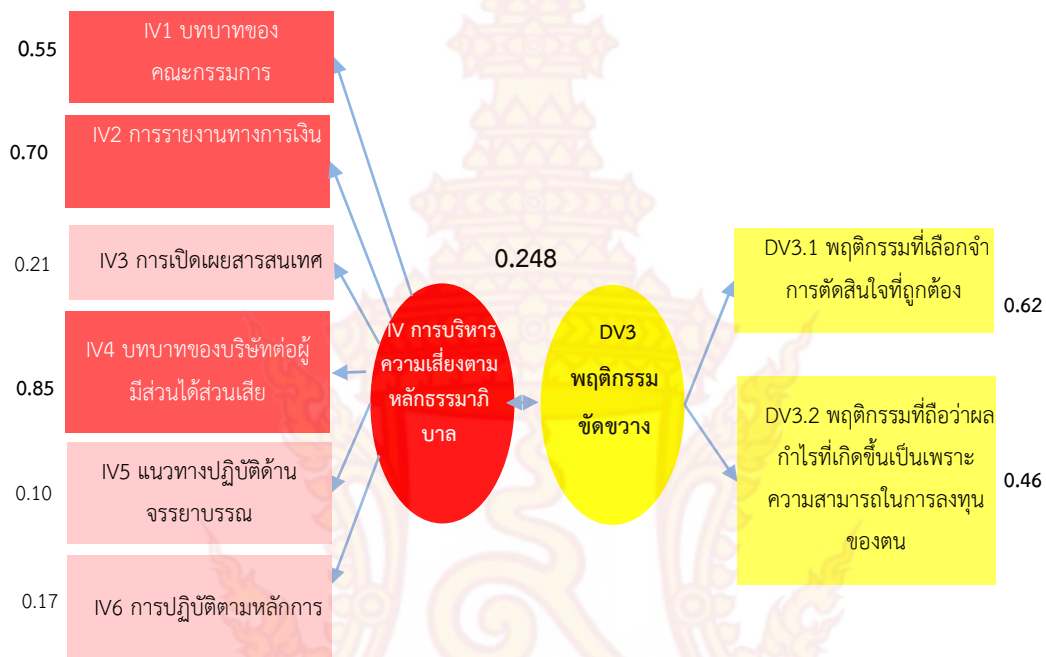 0.55
IV1 บทบาทของ
คณะกรรมการ
0.70
IV2 การรายงานทางการเงิน
0.21
IV3 การเปิดเผยสารสนเทศ
0.85
IV4 บทบาทของบริษัทต่อผู้
มีส่วนได้ส่วนเสีย
0.10
IV5 แนวทางปฏิบัติด้าน
จรรยาบรรณ
0.17
IV6 การปฏิบัติตามหลักการ
0.248
IV การบริหาร
ความเสี่ยงตาม
หลักธรรมาภิ
บาล
DV3
พฤติกรรม
ขัดขวาง
DV3.1 พฤติกรรมที่เลือกจำ
การตัดสินใจที่ถูกต้อง
0.62
DV3.2 พฤติกรรมที่ถือว่าผล
กำไรที่เกิดขึ้นเป็นเพราะ
ความสามารถในการลงทุน
ของตน
0.46